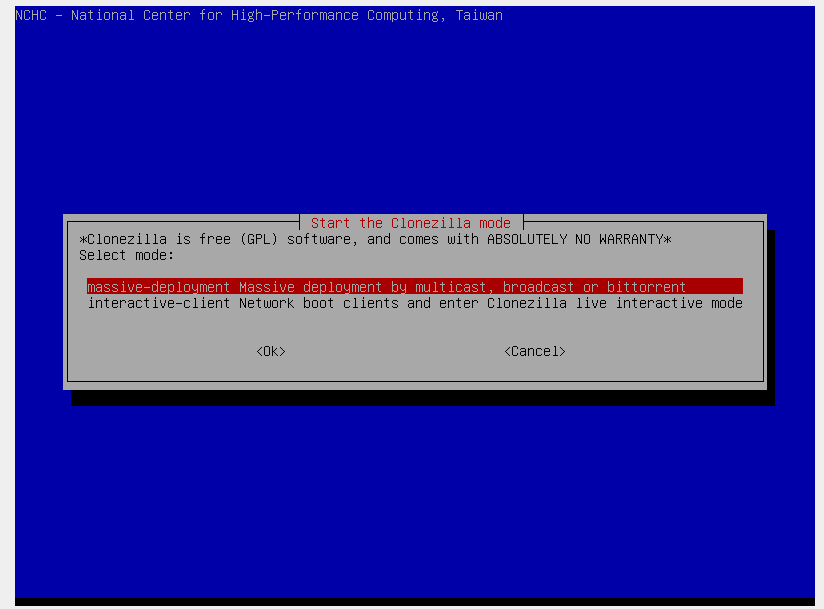 NCHC - National Center for High-Performance Computing, Taiwan
Start the Clonezilla mode
*Clonezilla is free (GPL) software, and comes with ABSOLUTELY NO WARRANTY*
Select mode:
massive-deployment Massive deployment by multicast, broadcast or bittorrent
interactive-client Network boot clients and enter Clonezilla live interactive mode
<Ok> <Cancel>